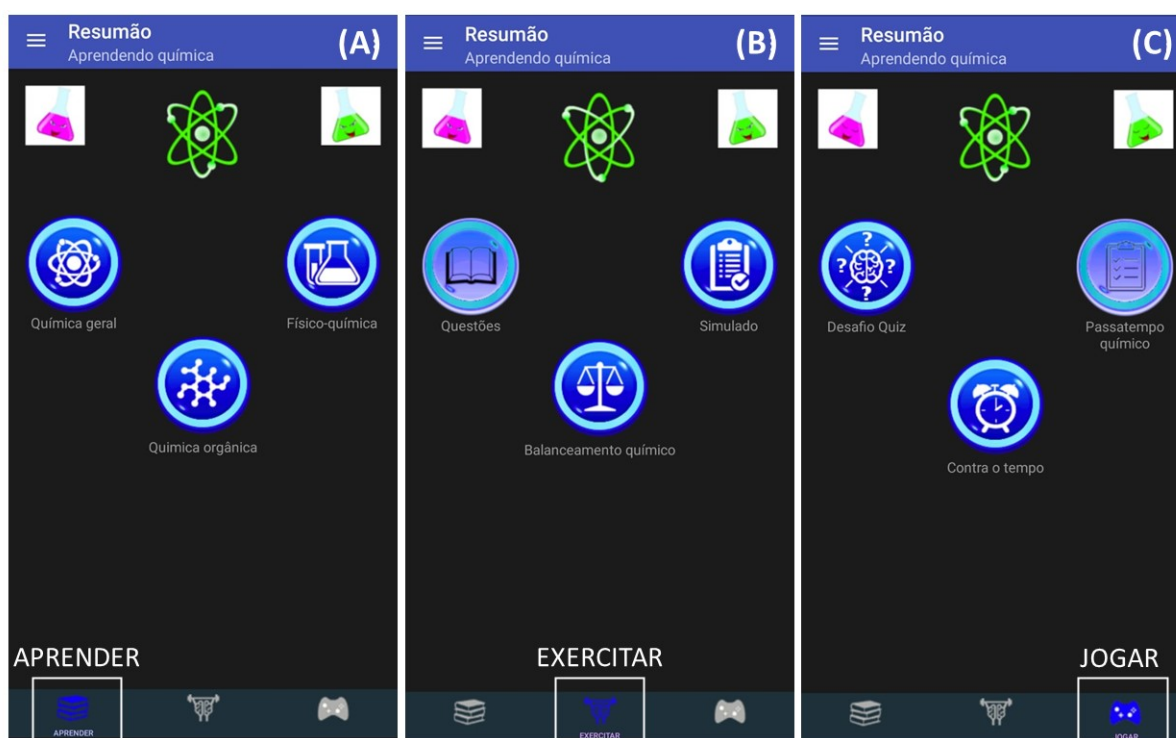 Resumão
Aprendendo química
(A)
Química geral
Físico-química
Quimica orgânica
APRENDER
APRENDER
Resumão
Aprendendo química
(B)
Questões
Simulado
Balanceamento químico
EXERCITAR
EXERCITAR
Resumão
Aprendendo química
(C)
Desafio Quiz
Passatempo
químico
Contra o tempo
JOGAR
JOGAR